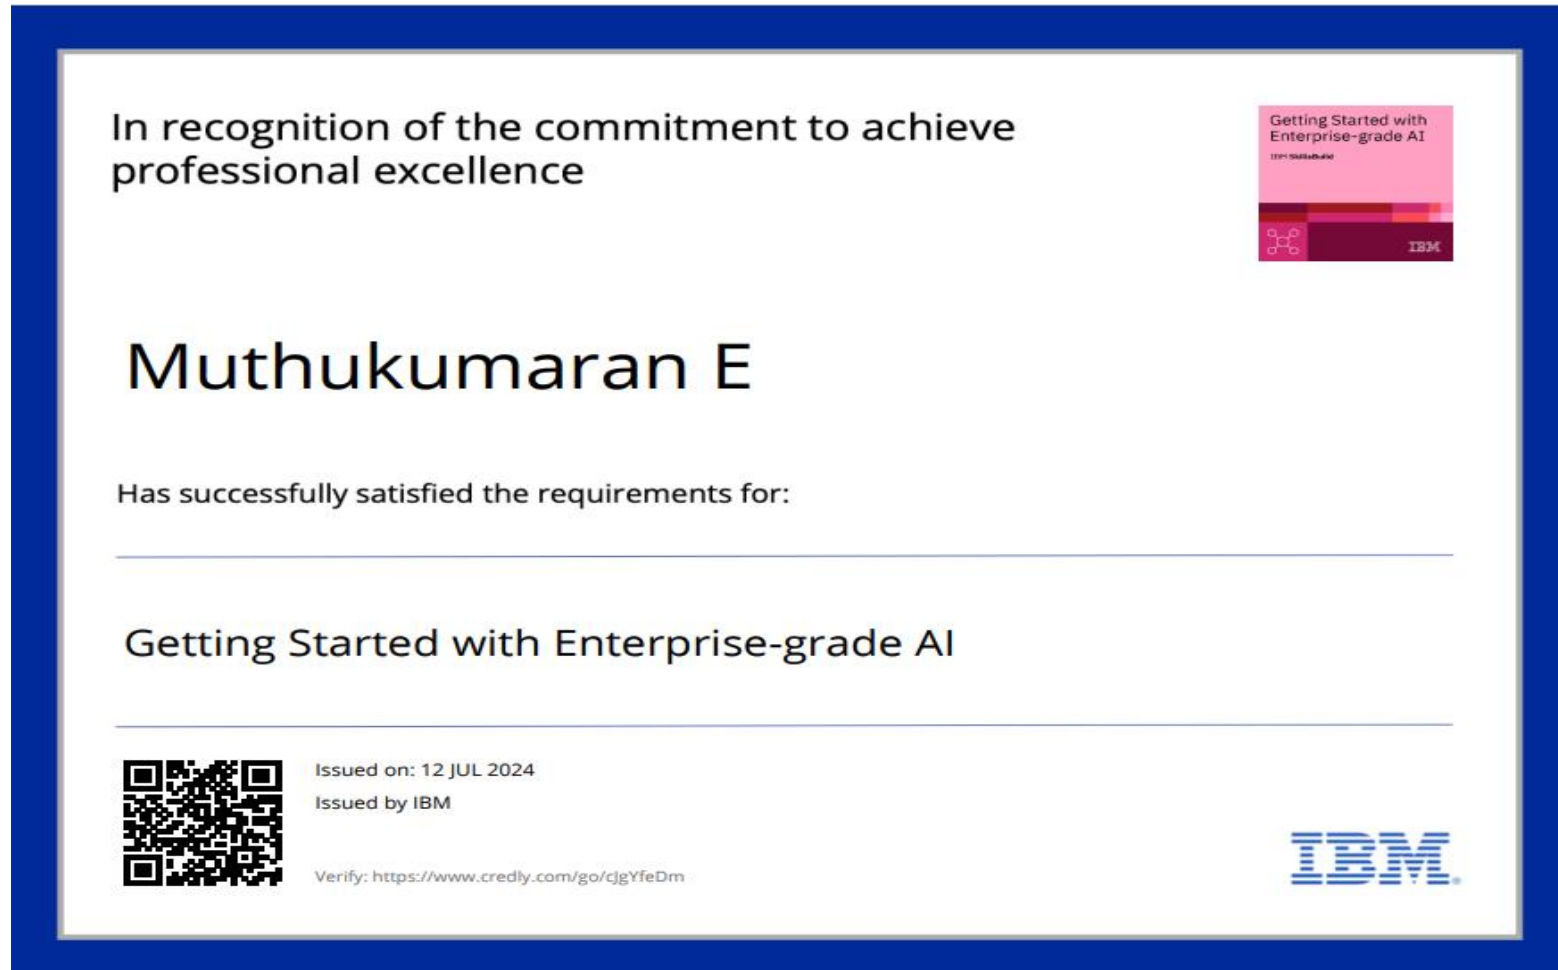 In recognition of the commitment to achieve
professional excellence
Getting Started with
Enterprise-grade AI
IBM SkillsBuild
IBM
Muthukumaran E
Has successfully satisfied the requirements for:
Getting Started with Enterprise-grade AI
Issued on: 12 JUL 2024
Issued by IBM
Verify: https://www.credly.com/go/cJgYfeDm
IBM.